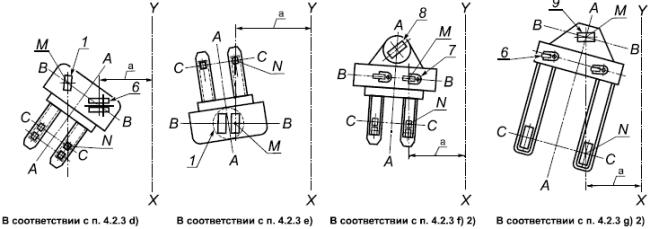 Y
M
1
A
a
B
6
B
C
N
C
A
X
В соответствии с п. 4.2.3 d)
Y
A
a
C
C
N
B
B
1
M
A
X
В соответствии с п. 4.2.3 e)
Y
8
A
M
B
B
7
C
C
N
A
a
X
В соответствии с п. 4.2.3 f) 2)
Y
9
A
M
B
B
6
N
C
C
a
A
X
В соответствии с п. 4.2.3 g) 2)